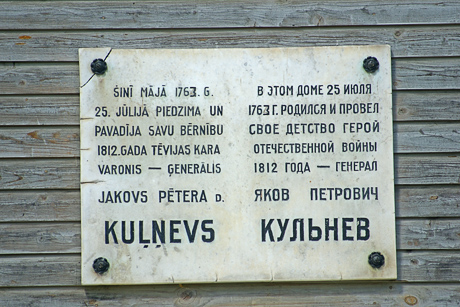 ŠINĪ MĀJĀ 1763. G.
25. JŪLIJĀ PIEDZIMA UN
PAVADĪJA SAVU BĒRNĪBU
1812. GADA TĒVIJAS KARA
VARONIS — ĢENERĀLIS
JAKOVS PĒTERA D.
KUĻŅEVS
В ЭТОМ ДОМЕ 25 ИЮЛЯ
1763 Г. РОДИЛСЯ И ПРОВЕЛ
СВОЕ ДЕТСТВО ГЕРОЙ
ОТЕЧЕСТВЕННОЙ ВОЙНЫ
1812 ГОДА — ГЕНЕРАЛ
ЯКОВ ПЕТРОВИЧ
КУЛЬНЕВ